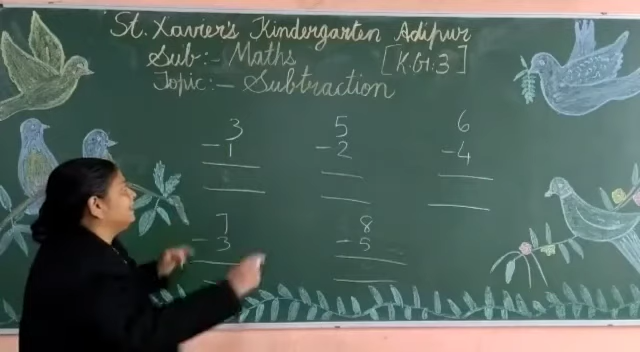 St. Xavier's Kindergarten Adipur
Sub:- Maths [K.G1:3]
Topic:- Subtraction
3 5 6
-1 -2 -4
7 8
-3 -5